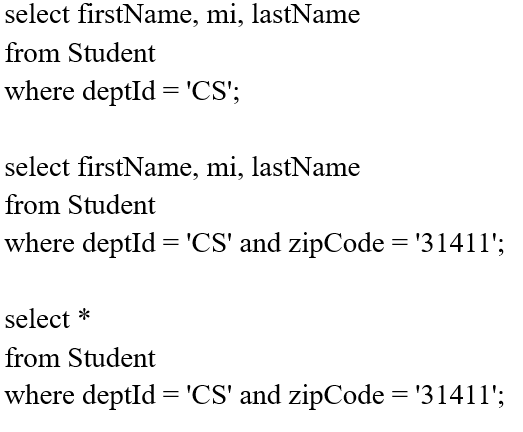 select firstName, mi, lastName
from Student
where deptId = 'CS';
select firstName, mi, lastName
from Student
where deptId = 'CS' and zipCode = '31411';
select *
from Student
where deptId = 'CS' and zipCode = '31411';